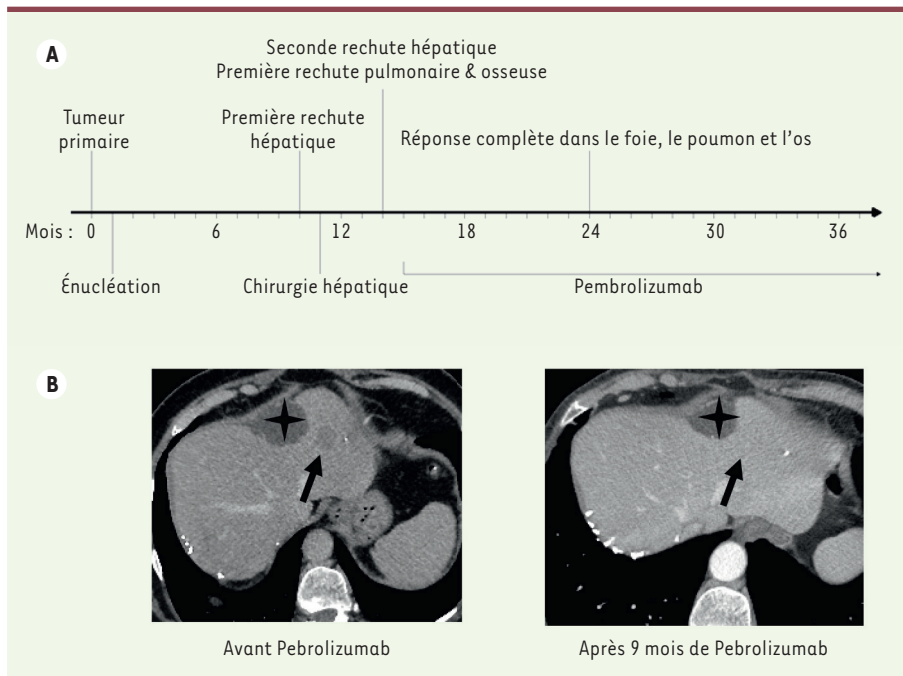 A
Seconde rechute hépatique
Première rechute pulmonaire & osseuse
Tumeur
primaire
Première rechute
hépatique
Réponse complète dans le foie, le poumon et l'os
Mois : 0 6 12 18 24 30 36
Énucléation
Chirurgie hépatique
Pembrolizumab
B
Avant Pebrolizumab
Après 9 mois de Pebrolizumab